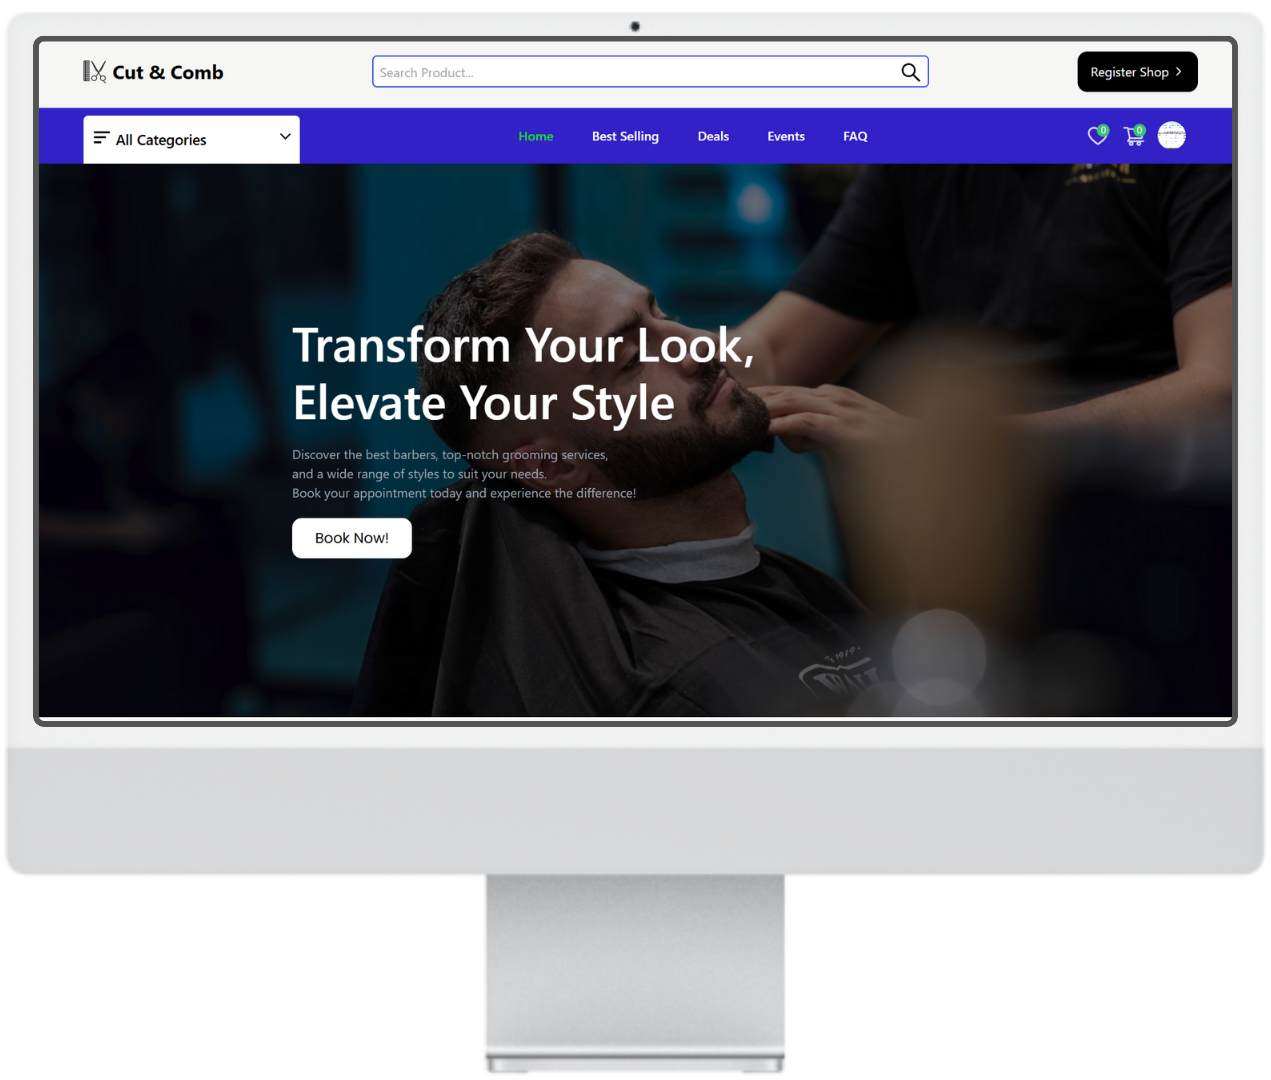 Cut & Comb
Search Product...
Register Shop
All Categories
Home
Best Selling
Deals
Events
FAQ
0
0
Transform Your Look,
Elevate Your Style
Discover the best barbers, top-notch grooming services,
and a wide range of styles to suit your needs.
Book your appointment today and experience the difference!
Book Now!
1919
WAHL